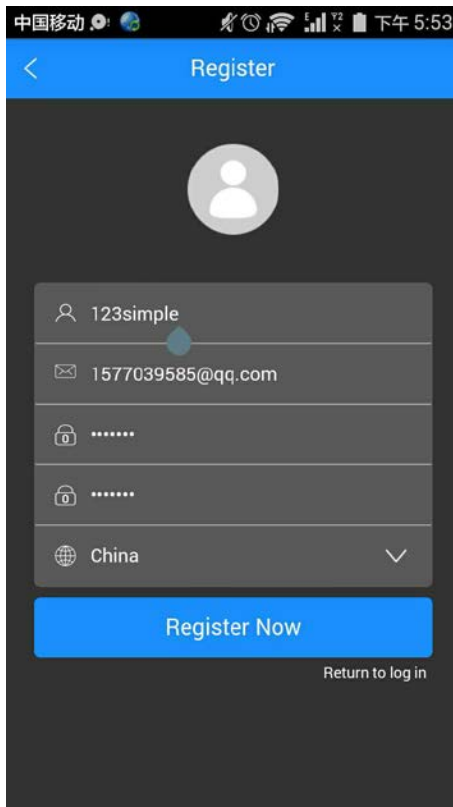 中国移动 下午 5:53
Register
123simple
1577039585@qq.com
•••••••
•••••••
China
Register Now
Return to log in